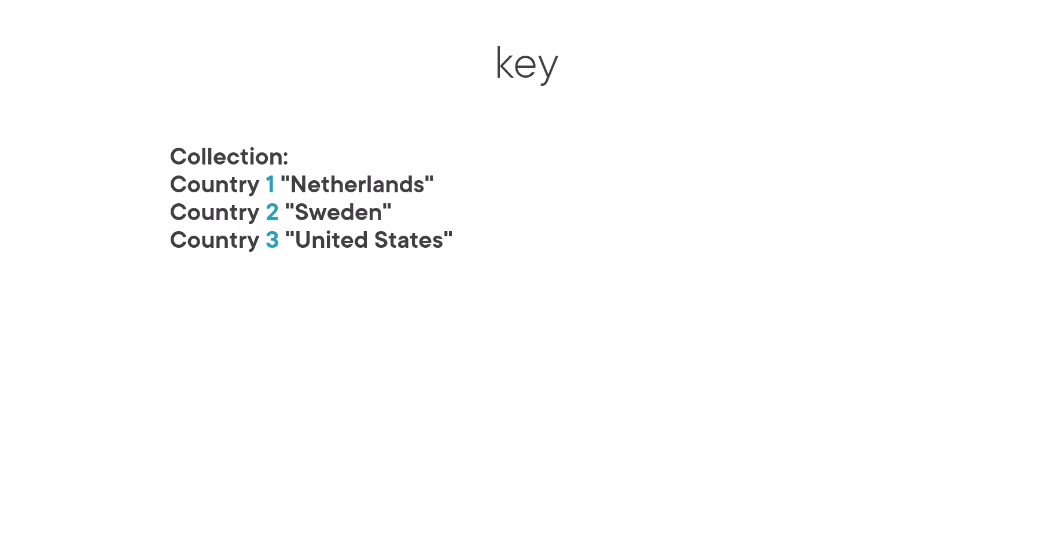 key
Collection:
Country 1 "Netherlands"
Country 2 "Sweden"
Country 3 "United States"